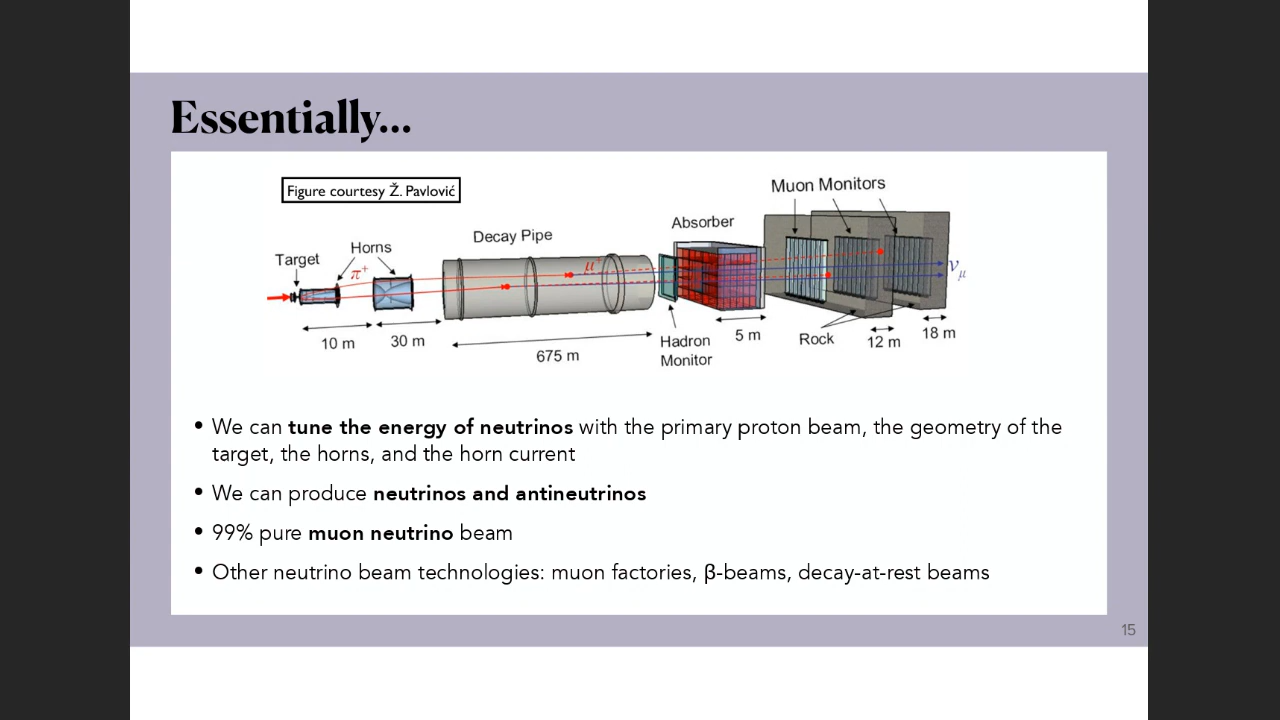 Essentially...
Figure courtesy Ž. Pavlović
Muon Monitors
Absorber
Decay Pipe
Horns
Target
π⁺
μ⁺
ν_μ
10 m
30 m
675 m
Hadron
Monitor
5 m
Rock
12 m
18 m
• We can tune the energy of neutrinos with the primary proton beam, the geometry of the
target, the horns, and the horn current
• We can produce neutrinos and antineutrinos
• 99% pure muon neutrino beam
• Other neutrino beam technologies: muon factories, β-beams, decay-at-rest beams
15